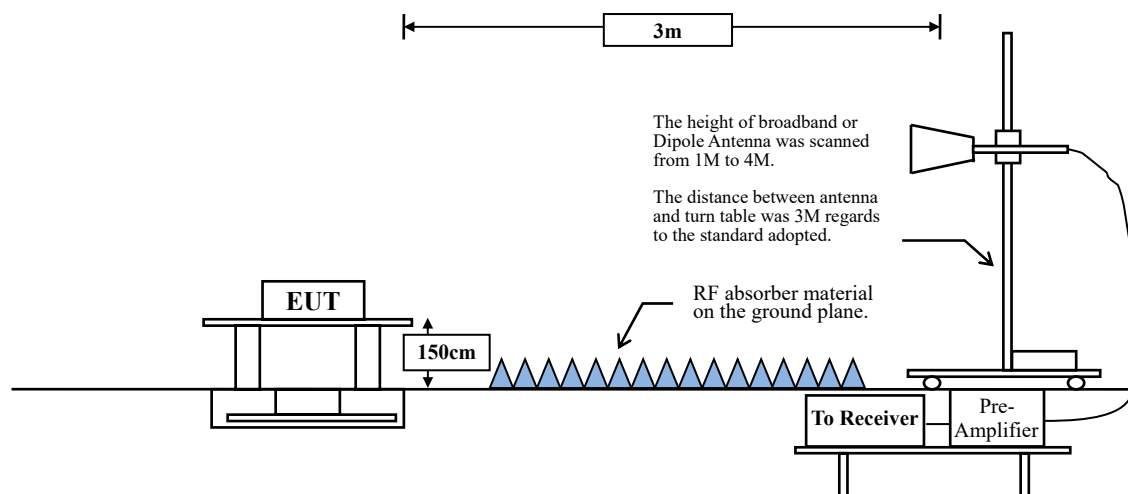 3m
The height of broadband or
Dipole Antenna was scanned
from 1M to 4M.
The distance between antenna
and turn table was 3M regards
to the standard adopted.
EUT
RF absorber material
on the ground plane.
150cm
To Receiver
Pre-
Amplifier